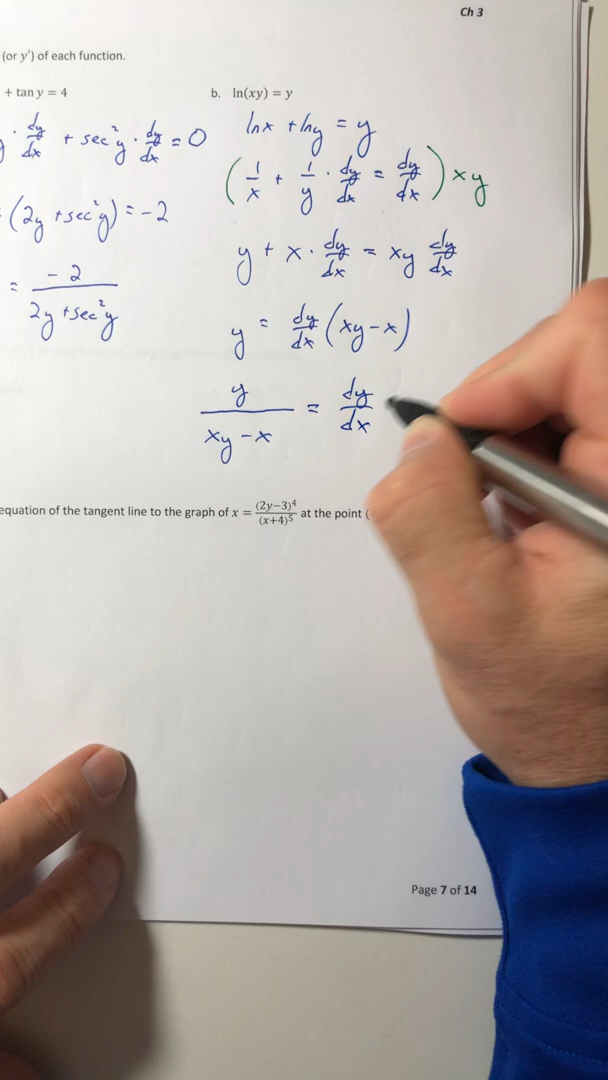 Ch 3
(or y') of each function.
+ tan y = 4
· dy/dx + sec²y · dy/dx = 0
(2y + sec²y) = -2
= -2/(2y + sec²y)
b. ln(xy) = y
lnx + lny = y
(1/x + 1/y · dy/dx = dy/dx) xy
y + x · dy/dx = xy dy/dx
y = dy/dx (xy - x)
y/(xy - x) = dy/dx
equation of the tangent line to the graph of x = (2y−3)⁴/(x+4)⁵ at the point (
Page 7 of 14